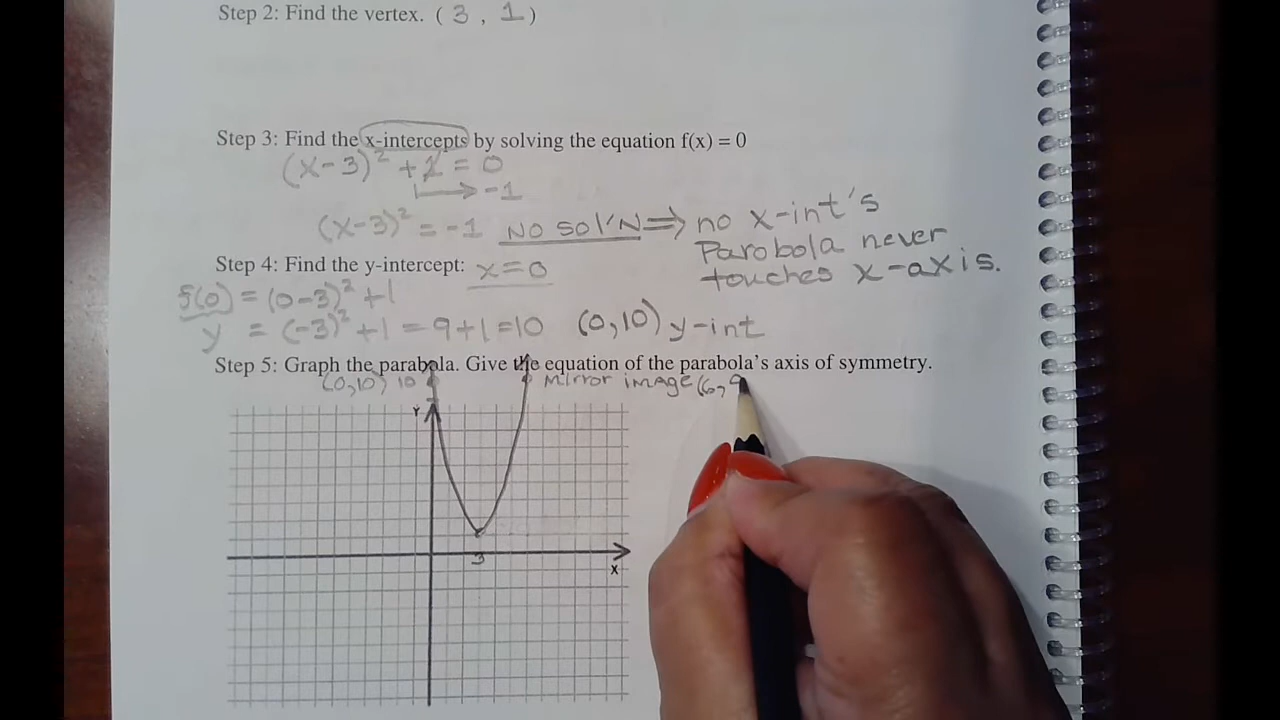 Step 2: Find the vertex. (3, 1)
Step 3: Find the x-intercepts by solving the equation f(x) = 0
(x-3)² + 1 = 0
-1
(x-3)² = -1 NO SOL'N ⇒ no x-int's
Parobola never
touches x-axis.
Step 4: Find the y-intercept: x=0
f(0) = (0-3)² +1
y = (-3)² +1 = 9+1 = 10 (0,10) y-int
Step 5: Graph the parabola. Give the equation of the parabola's axis of symmetry.
(0,10) 10 mirror image (6,
Y
3
X